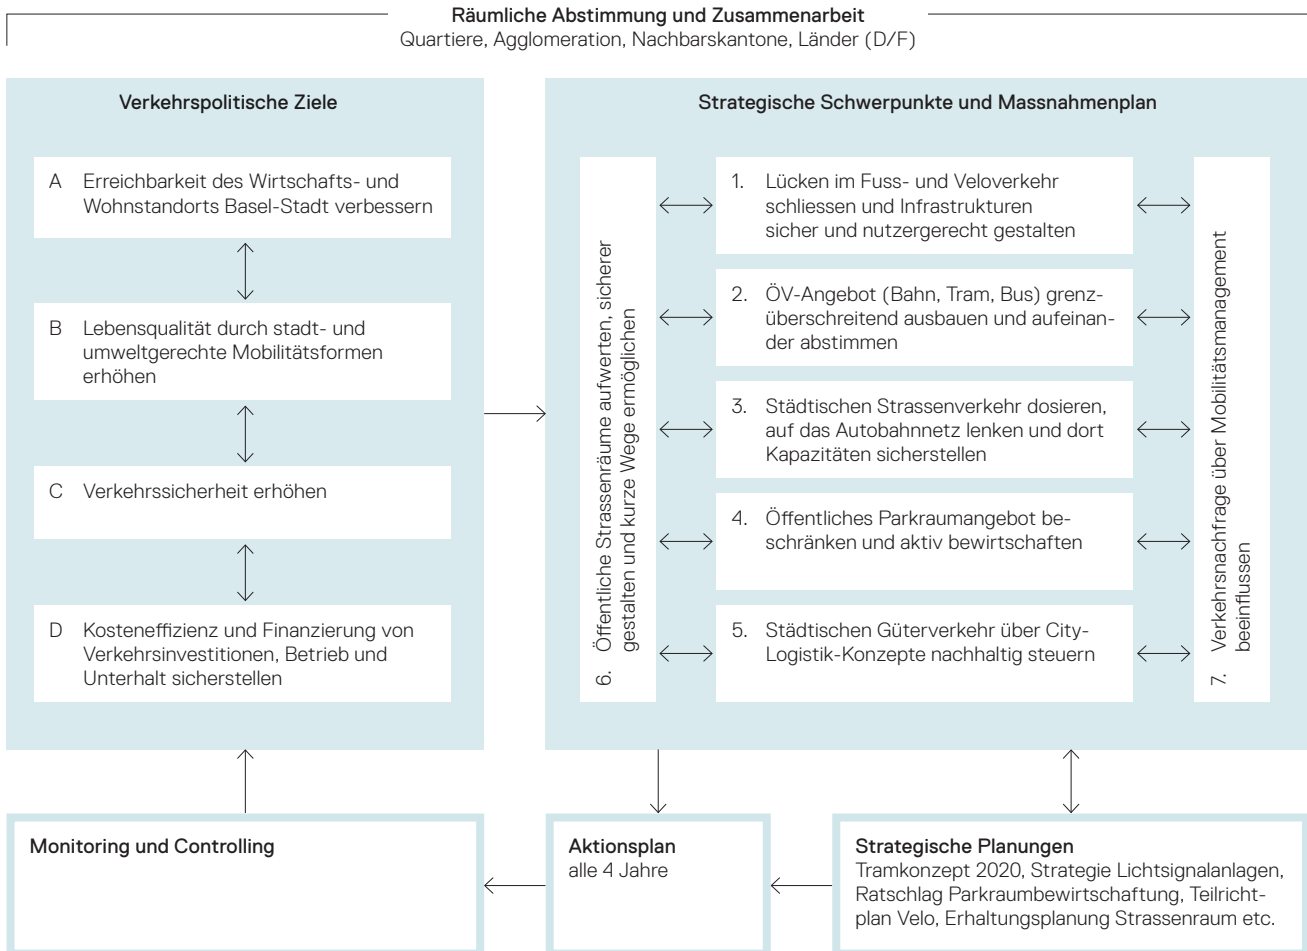 Räumliche Abstimmung und Zusammenarbeit
Quartiere, Agglomeration, Nachbarskantone, Länder (D/F)
Verkehrspolitische Ziele
A Erreichbarkeit des Wirtschafts- und
Wohnstandorts Basel-Stadt verbessern
B Lebensqualität durch stadt- und
umweltgerechte Mobilitätsformen
erhöhen
C Verkehrssicherheit erhöhen
D Kosteneffizienz und Finanzierung von
Verkehrsinvestitionen, Betrieb und
Unterhalt sicherstellen
Strategische Schwerpunkte und Massnahmenplan
1. Lücken im Fuss- und Veloverkehr
schliessen und Infrastrukturen
sicher und nutzergerecht gestalten
2. ÖV-Angebot (Bahn, Tram, Bus) grenz-
überschreitend ausbauen und aufeinan-
der abstimmen
3. Städtischen Strassenverkehr dosieren,
auf das Autobahnnetz lenken und dort
Kapazitäten sicherstellen
4. Öffentliches Parkraumangebot be-
schränken und aktiv bewirtschaften
5. Städtischen Güterverkehr über City-
Logistik-Konzepte nachhaltig steuern
6. Öffentliche Strassenräume aufwerten, sicherer
gestalten und kurze Wege ermöglichen
7. Verkehrsnachfrage über Mobilitätsmanagement
beeinflussen
Monitoring und Controlling
Aktionsplan
alle 4 Jahre
Strategische Planungen
Tramkonzept 2020, Strategie Lichtsignalanlagen,
Ratschlag Parkraumbewirtschaftung, Teilricht-
plan Velo, Erhaltungsplanung Strassenraum etc.